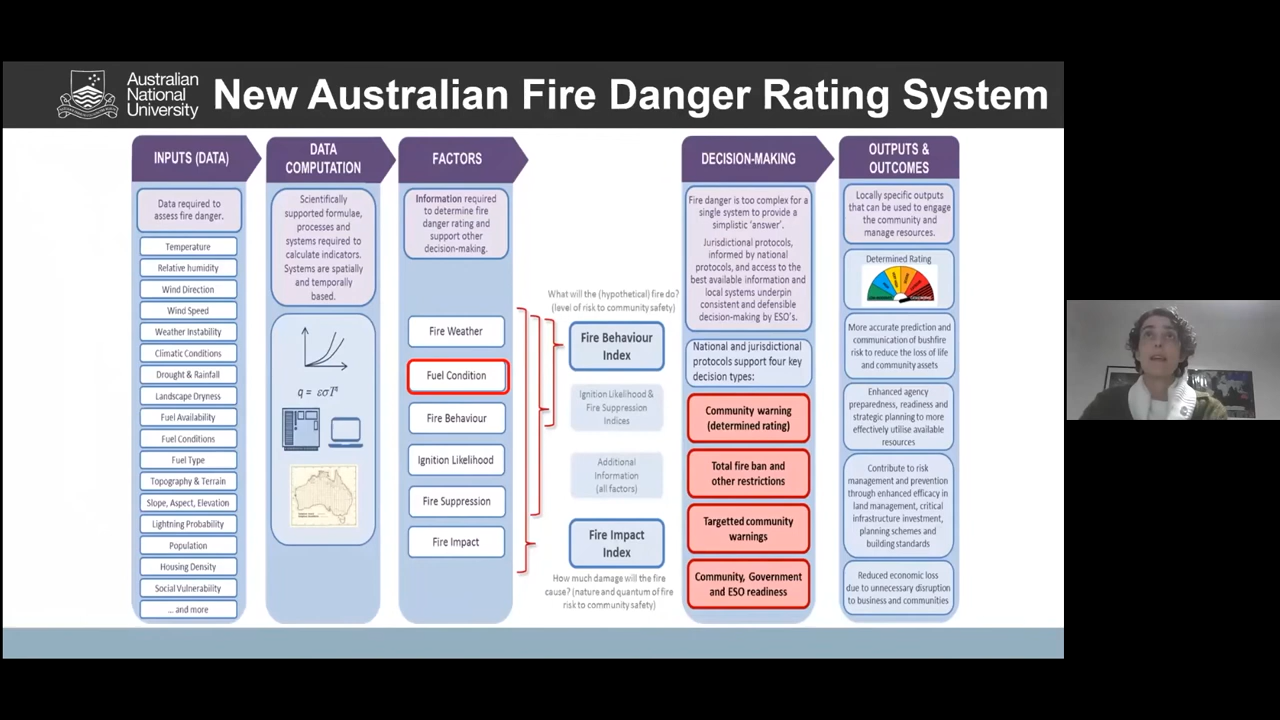 Australian
National
University
New Australian Fire Danger Rating System
INPUTS (DATA)
Data required to
assess fire danger.
Temperature
Relative humidity
Wind Direction
Wind Speed
Weather Instability
Climatic Conditions
Drought & Rainfall
Landscape Dryness
Fuel Availability
Fuel Conditions
Fuel Type
Topography & Terrain
Slope, Aspect, Elevation
Lightning Probability
Population
Housing Density
Social Vulnerability
... and more
DATA
COMPUTATION
Scientifically
supported formulae,
processes and
systems required to
calculate indicators.
Systems are spatially
and temporally
based.
q = εσT⁴
FACTORS
Information required
to determine fire
danger rating and
support other
decision-making.
Fire Weather
Fuel Condition
Fire Behaviour
Ignition Likelihood
Fire Suppression
Fire Impact
What will the (hypothetical) fire do?
(level of risk to community safety)
Fire Behaviour
Index
Ignition Likelihood &
Fire Suppression
Indices
Additional
Information
(all factors)
Fire Impact
Index
How much damage will the fire
cause? (nature and quantum of fire
risk to community safety)
DECISION-MAKING
Fire danger is too complex for a
single system to provide a
simplistic 'answer'.
Jurisdictional protocols,
informed by national
protocols, and access to the
best available information and
local systems underpin
consistent and defensible
decision-making by ESO's.
National and jurisdictional
protocols support four key
decision types:
Community warning
(determined rating)
Total fire ban and
other restrictions
Targetted community
warnings
Community, Government
and ESO readiness
OUTPUTS &
OUTCOMES
Locally specific outputs
that can be used to engage
the community and
manage resources.
Determined Rating
More accurate prediction and
communication of bushfire
risk to reduce the loss of life
and community assets
Enhanced agency
preparedness, readiness and
strategic planning to more
effectively utilise available
resources
Contribute to risk
management and prevention
through enhanced efficacy in
land management, critical
infrastructure investment,
planning schemes and
building standards
Reduced economic loss
due to unnecessary disruption
to business and communities